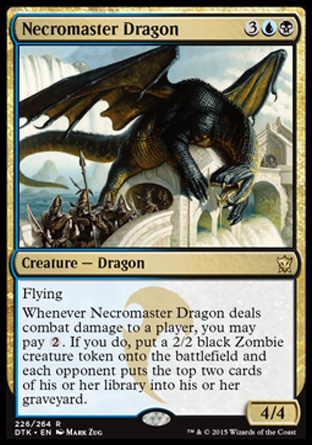 Necromaster Dragon 3
Creature — Dragon
Flying
Whenever Necromaster Dragon deals
combat damage to a player, you may
pay 2. If you do, put a 2/2 black Zombie
creature token onto the battlefield and
each opponent puts the top two cards
of his or her library into his or her
graveyard.
4/4
226/264 R
DTK • EN Mark Zug
™ & © 2015 Wizards of the Coast